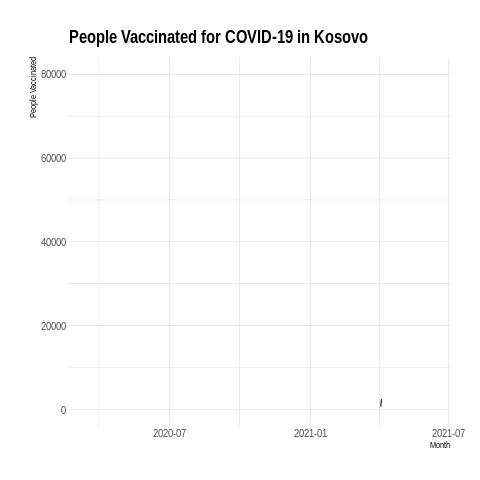 People Vaccinated for COVID-19 in Kosovo
People Vaccinated
80000
60000
40000
20000
0
2020-07 2021-01 2021-07
Month